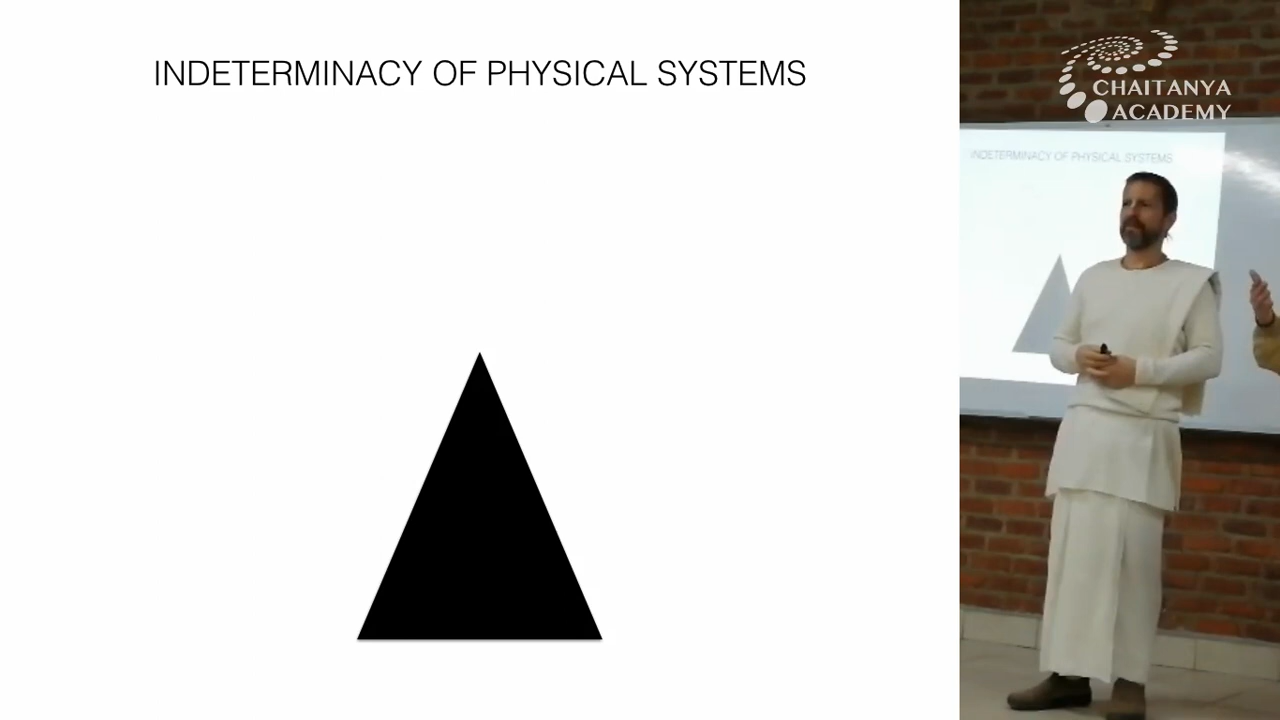 INDETERMINACY OF PHYSICAL SYSTEMS
CHAITANYA
ACADEMY
INDETERMINACY OF PHYSICAL SYSTEMS